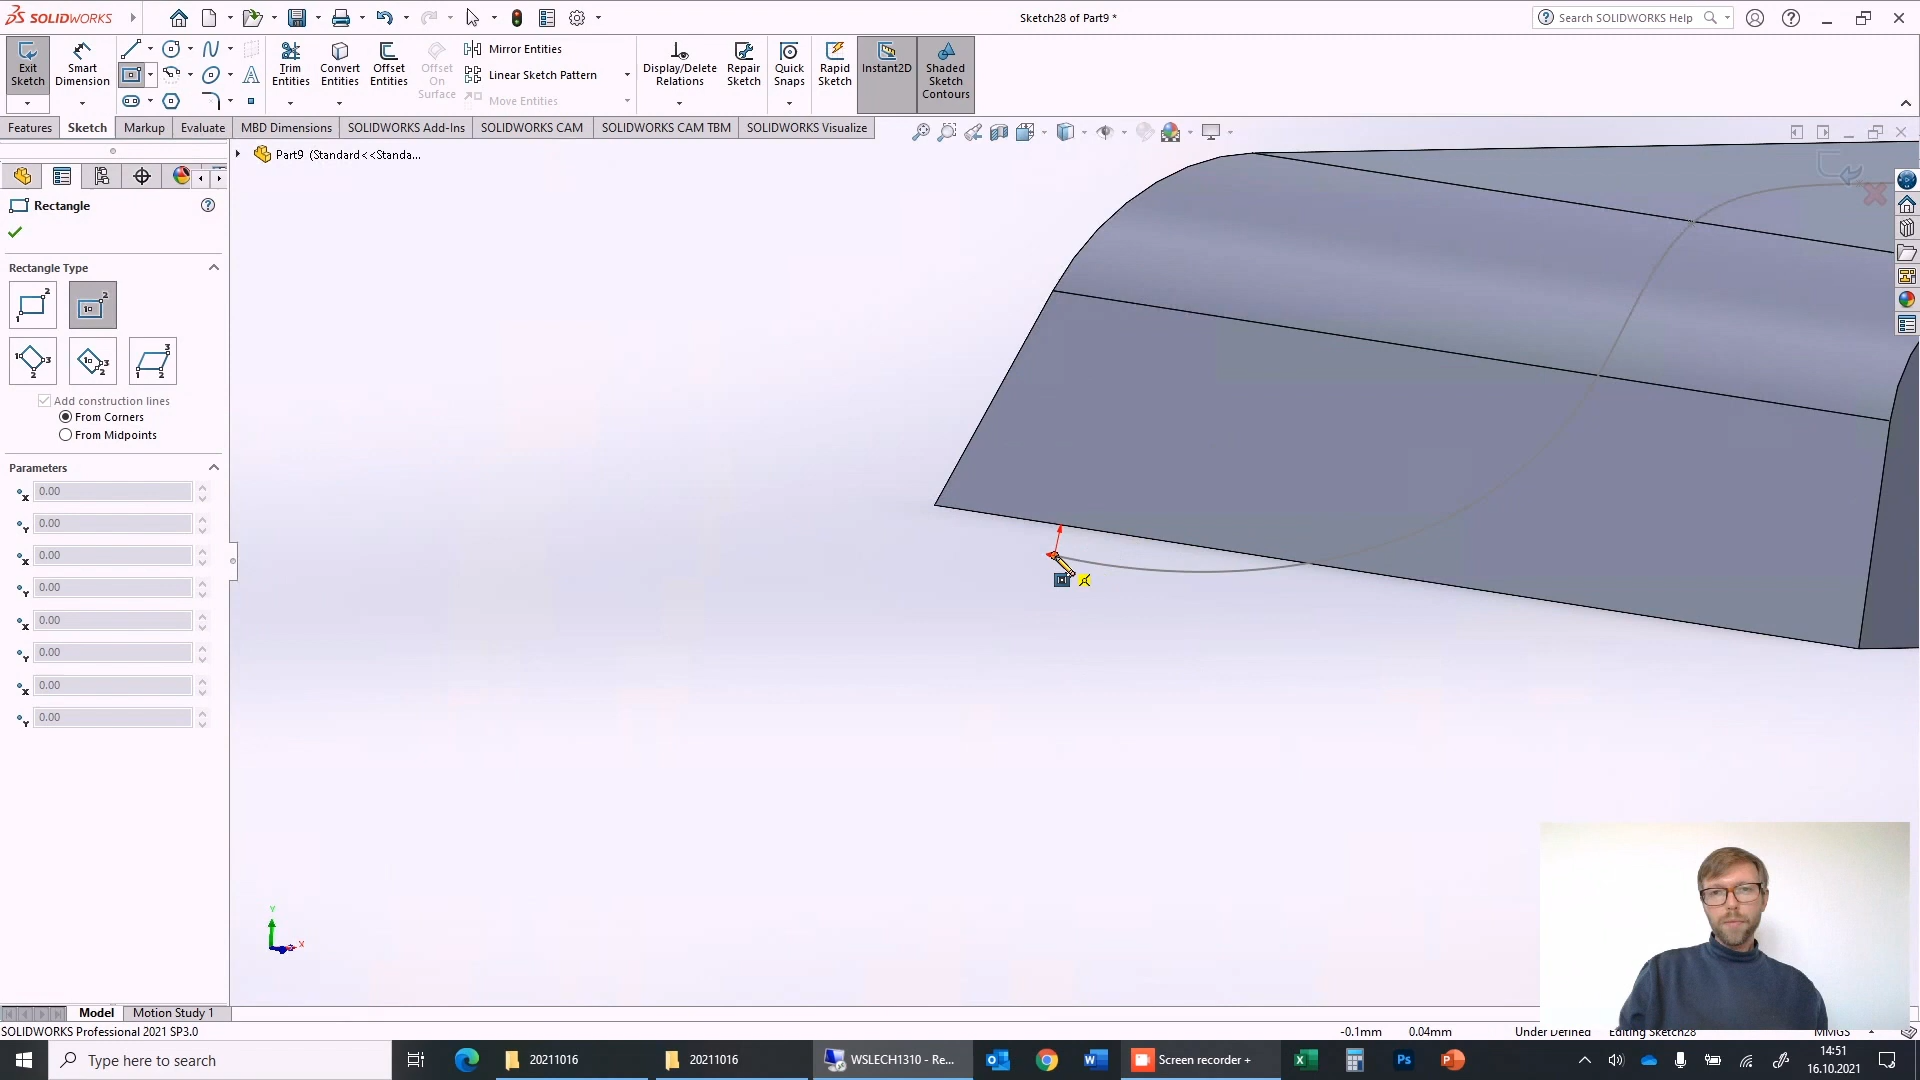 SOLIDWORKS
Sketch28 of Part9 *
Search SOLIDWORKS Help
Exit Sketch
Smart Dimension
Trim Entities
Convert Entities
Offset Entities
Offset On Surface
Mirror Entities
Linear Sketch Pattern
Move Entities
Display/Delete Relations
Repair Sketch
Quick Snaps
Rapid Sketch
Instant2D
Shaded Sketch Contours
Features
Sketch
Markup
Evaluate
MBD Dimensions
SOLIDWORKS Add-Ins
SOLIDWORKS CAM
SOLIDWORKS CAM TBM
SOLIDWORKS Visualize
Part9 (Standard<<Standa...
Rectangle
Rectangle Type
Add construction lines
From Corners
From Midpoints
Parameters
0.00
0.00
0.00
0.00
0.00
0.00
0.00
0.00
Y
X
Model
Motion Study 1
SOLIDWORKS Professional 2021 SP3.0
-0.1mm
0.04mm
Under Defined
Editing Sketch28
MMGS
Type here to search
20211016
20211016
WSLECH1310 - Re...
Screen recorder +
14:51
16.10.2021